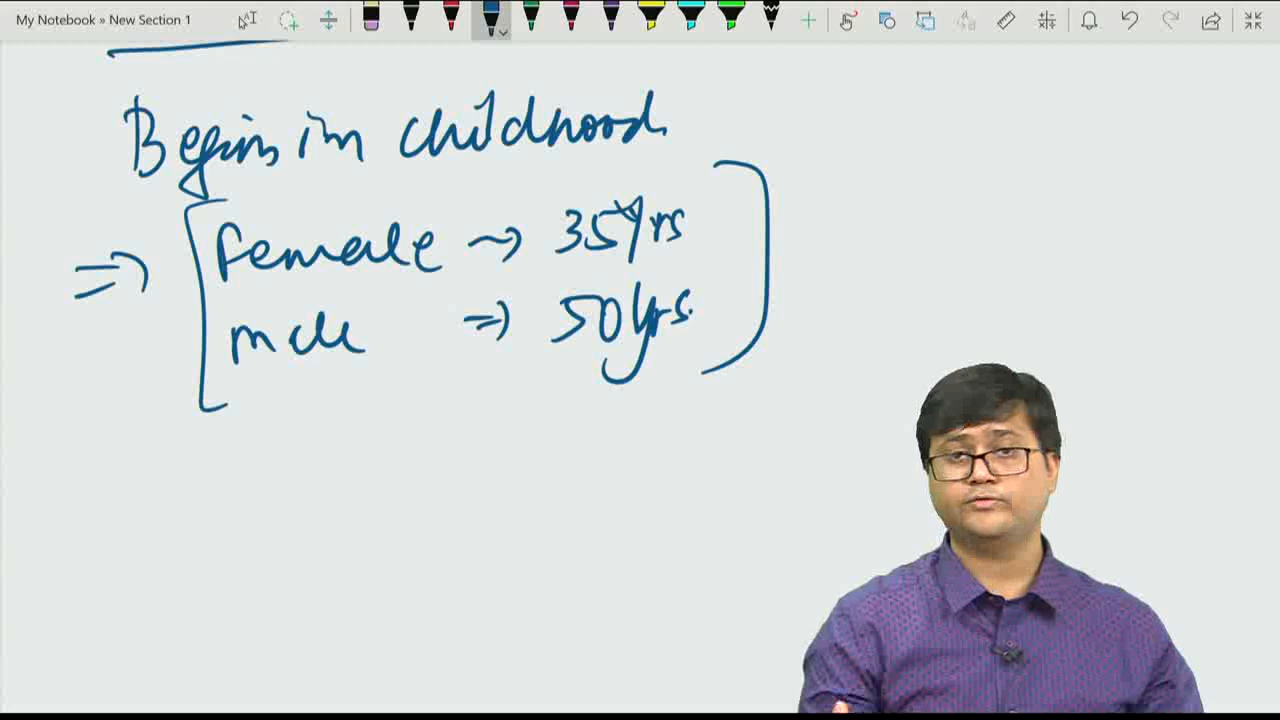 My Notebook » New Section 1
Begins in childhood
⇒ female → 35 yrs
male ⇒ 50 yrs.